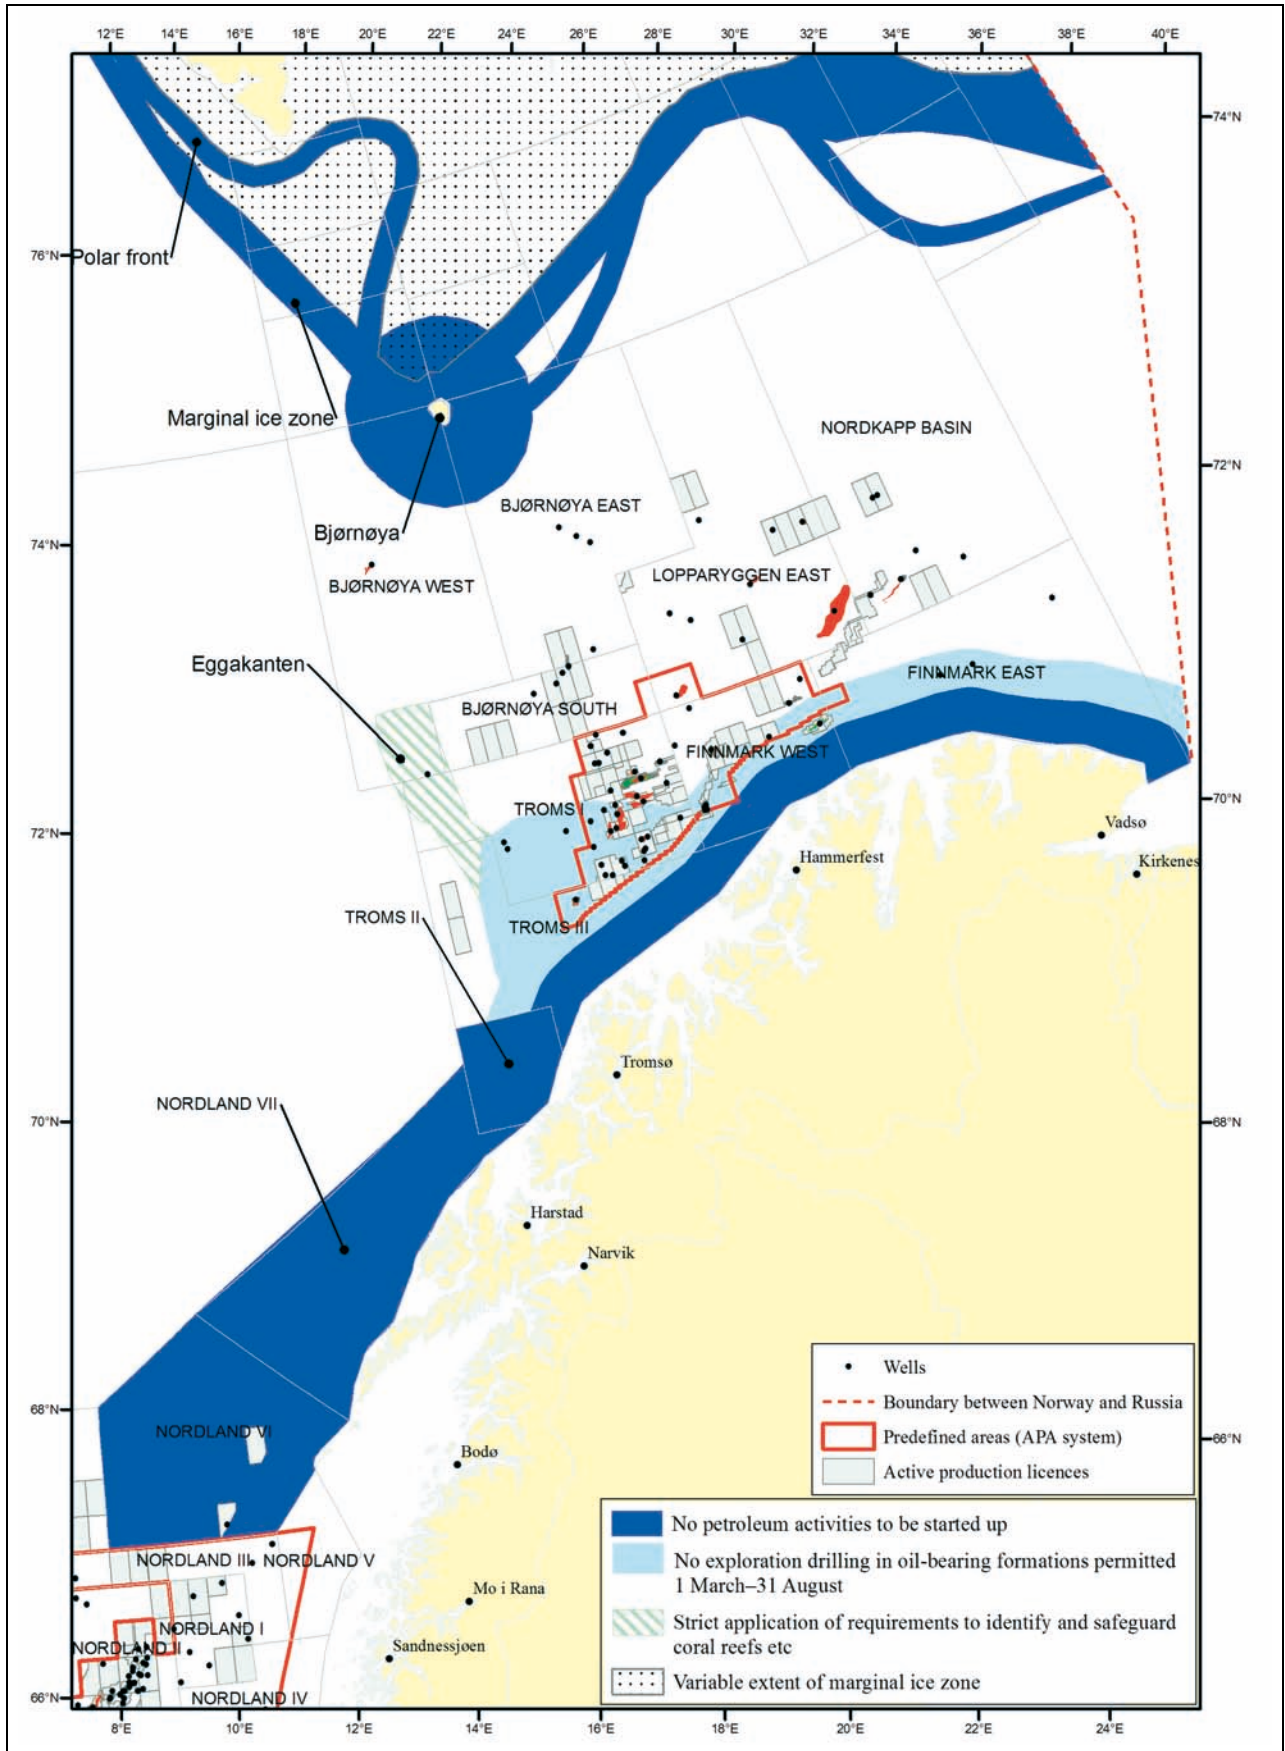 12°E 14°E 16°E 18°E 20°E 22°E 24°E 26°E 28°E 30°E 32°E 34°E 36°E 38°E 40°E
74°N
76°N
Polar front
Marginal ice zone
NORDKAPP BASIN
72°N
BJØRNØYA EAST
Bjørnøya
74°N
LOPPARYGGEN EAST
BJØRNØYA WEST
Eggakanten
FINNMARK EAST
BJØRNØYA SOUTH
FINNMARK WEST
70°N
TROMS I
Vadsø
72°N
Hammerfest
Kirkenes
TROMS II
TROMS III
Tromsø
NORDLAND VII
70°N
68°N
Harstad
Narvik
Wells
Boundary between Norway and Russia
68°N
NORDLAND VI
Predefined areas (APA system)
66°N
Bodø
Active production licences
No petroleum activities to be started up
NORDLAND III
NORDLAND V
No exploration drilling in oil-bearing formations permitted
1 March–31 August
Mo i Rana
NORDLAND I
Strict application of requirements to identify and safeguard
coral reefs etc
NORDLAND II
Sandnessjøen
Variable extent of marginal ice zone
66°N
NORDLAND IV
8°E 10°E 12°E 14°E 16°E 18°E 20°E 22°E 24°E